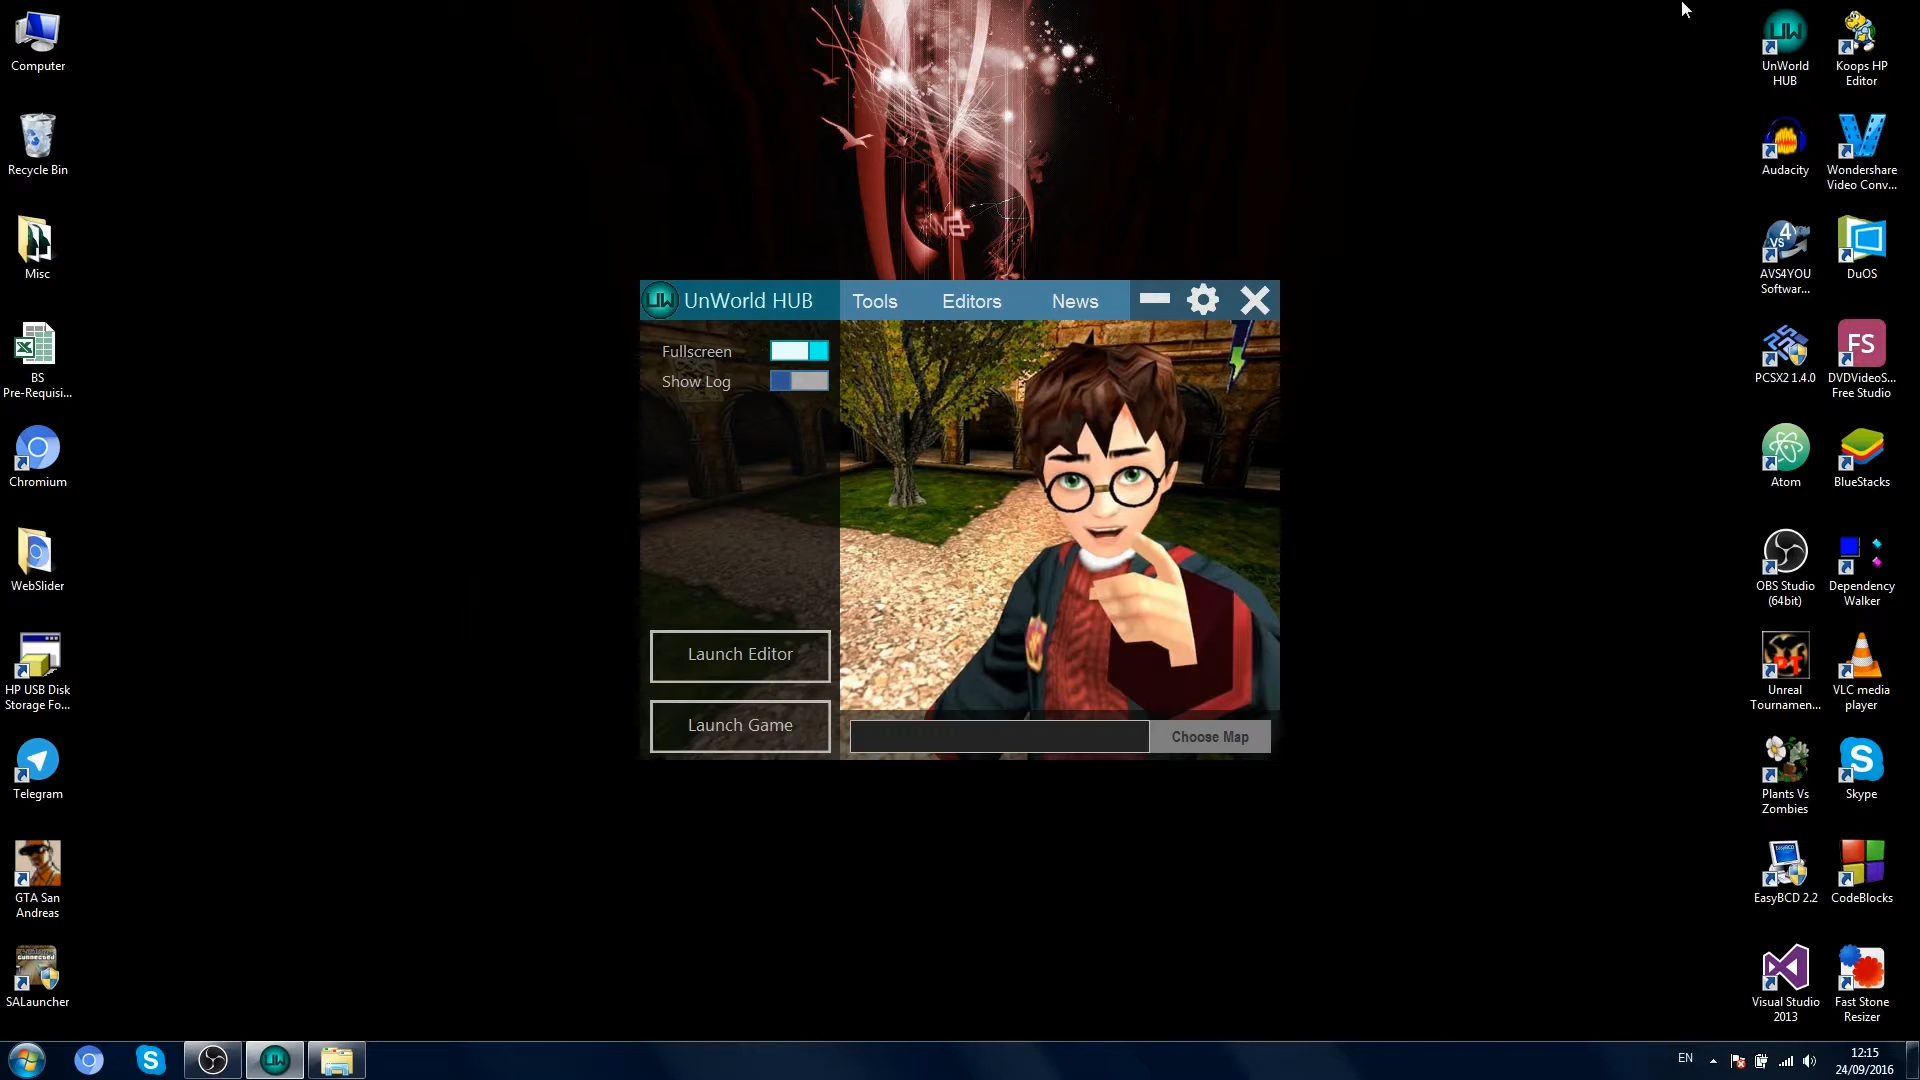 Computer
Recycle Bin
Misc
BS
Pre-Requisi...
Chromium
WebSlider
HP USB Disk
Storage Fo...
Telegram
GTA San
Andreas
SALauncher
UW
UnWorld HUB
Tools
Editors
News
Fullscreen
Show Log
Launch Editor
Launch Game
Choose Map
UW
UnWorld
HUB
Koops HP
Editor
Audacity
Wondershare
Video Conv...
AVS4YOU
Softwar...
DuOS
PCSX2 1.4.0
FS
DVDVideoS...
Free Studio
Atom
BlueStacks
OBS Studio
(64bit)
Dependency
Walker
Unreal
Tournamen...
VLC media
player
Plants Vs
Zombies
Skype
EasyBCD 2.2
CodeBlocks
Visual Studio
2013
Fast Stone
Resizer
EN
12:15
24/09/2016